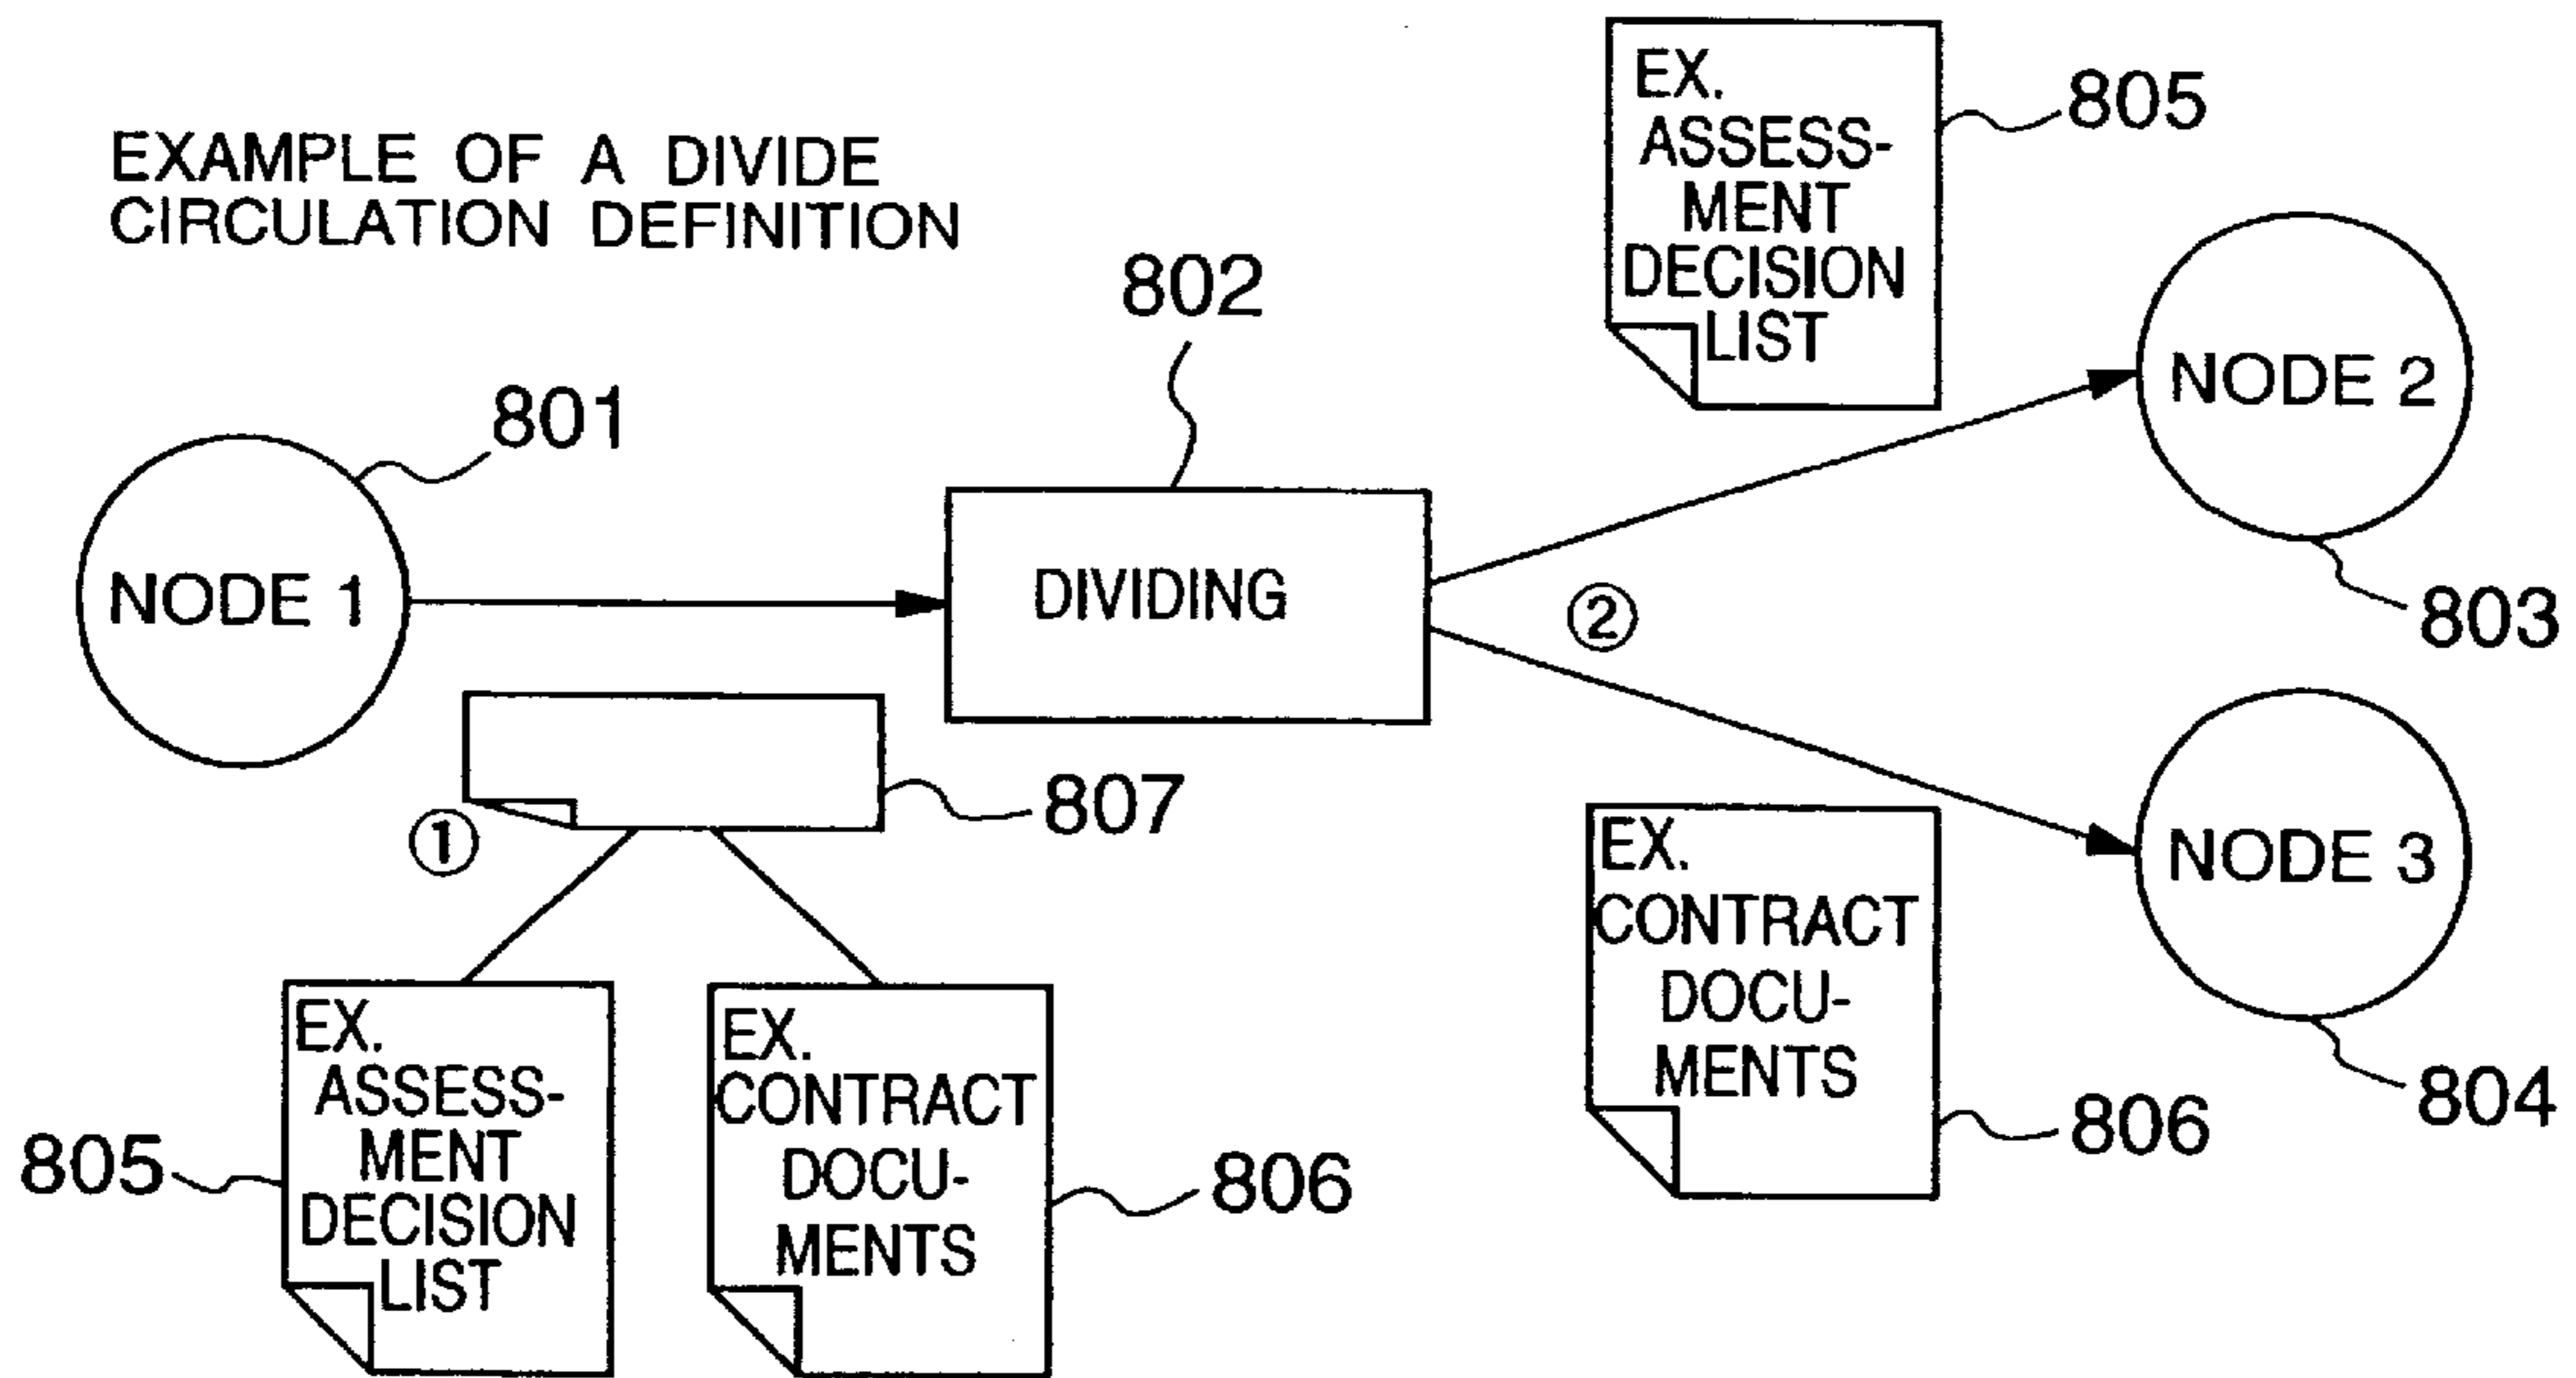 EXAMPLE OF A DIVIDE
CIRCULATION DEFINITION
801
NODE 1
802
DIVIDING
①
807
805
EX.
ASSESS-
MENT
DECISION
LIST
EX.
CONTRACT
DOCU-
MENTS
806
②
EX.
ASSESS-
MENT
DECISION
LIST
805
NODE 2
803
EX.
CONTRACT
DOCU-
MENTS
806
NODE 3
804